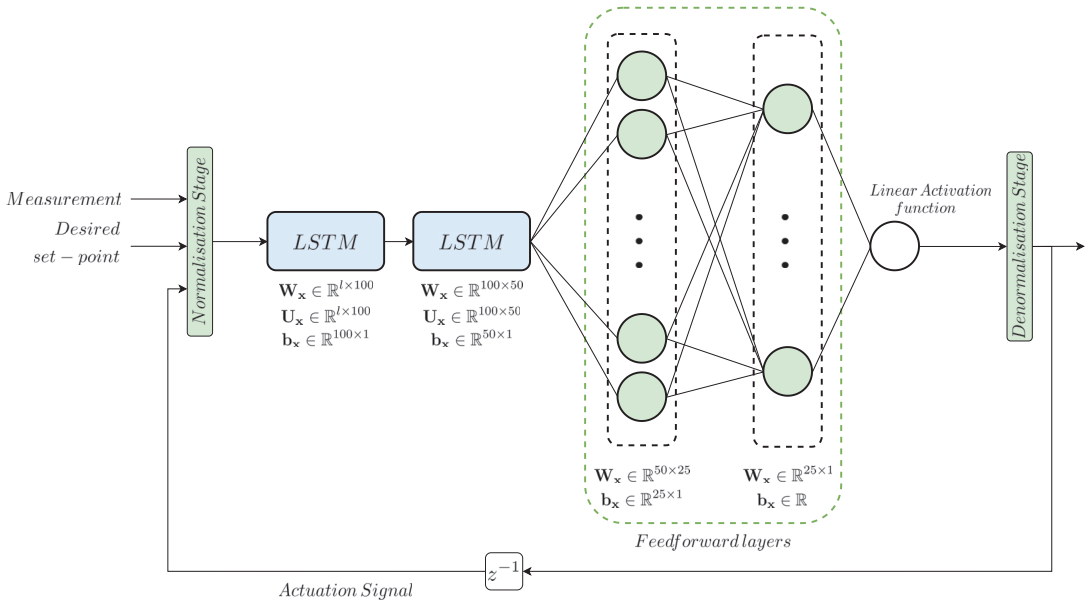 Measurement
Desired
set − point
Normalisation Stage
LSTM
W_x ∈ ℝ^{l×100}
U_x ∈ ℝ^{l×100}
b_x ∈ ℝ^{100×1}
LSTM
W_x ∈ ℝ^{100×50}
U_x ∈ ℝ^{100×50}
b_x ∈ ℝ^{50×1}
W_x ∈ ℝ^{50×25}
b_x ∈ ℝ^{25×1}
W_x ∈ ℝ^{25×1}
b_x ∈ ℝ
Feedforward layers
Linear Activation
function
Denormalisation Stage
z^{−1}
Actuation Signal